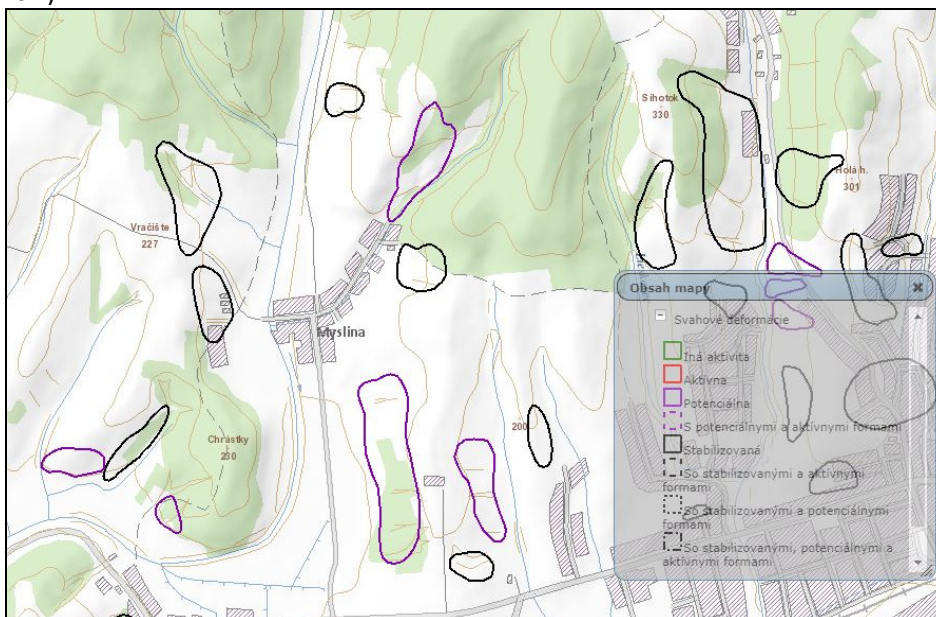 Sihotok
330
Holá h.
301
Vračište
227
Obsah mapy
Svahové deformácie
Myslina
Iná aktivita
Aktívna
Potenciálna
S potenciálnymi a aktívnymi formami
200
Stabilizovaná
Chrastky
230
So stabilizovanými a aktívnymi
formami
So stabilizovanými a potenciálnymi
formami
So stabilizovanými, potenciálnymi a
aktívnymi formami